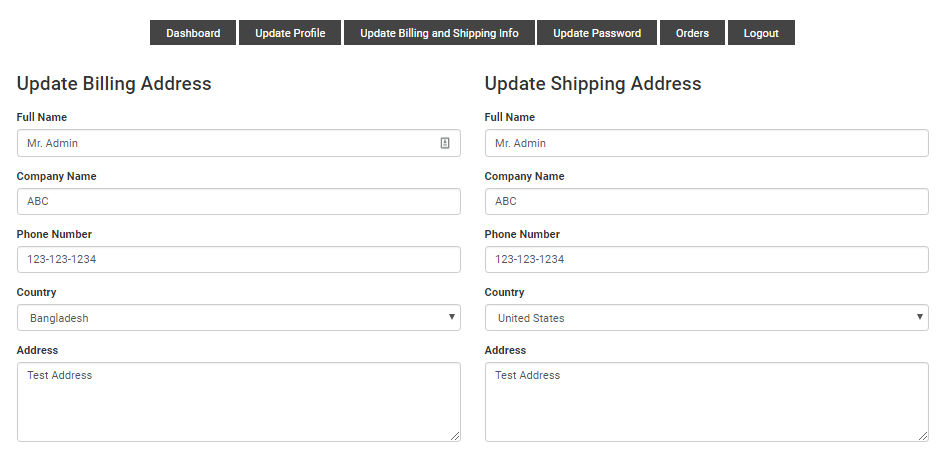 Dashboard Update Profile Update Billing and Shipping Info Update Password Orders Logout
Update Billing Address
Full Name
Mr. Admin
Company Name
ABC
Phone Number
123-123-1234
Country
Bangladesh
Address
Test Address
Update Shipping Address
Full Name
Mr. Admin
Company Name
ABC
Phone Number
123-123-1234
Country
United States
Address
Test Address